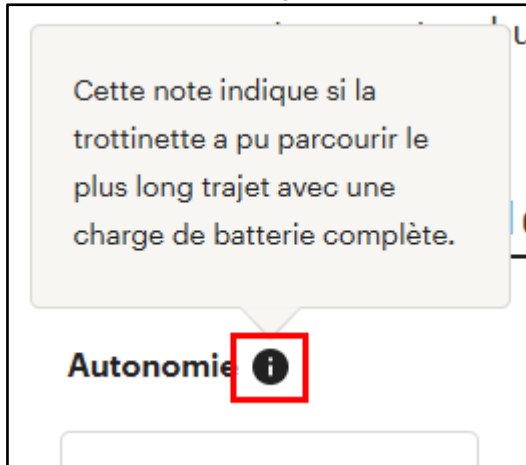 Cette note indique si la
trottinette a pu parcourir le
plus long trajet avec une
charge de batterie complète.
Autonomie